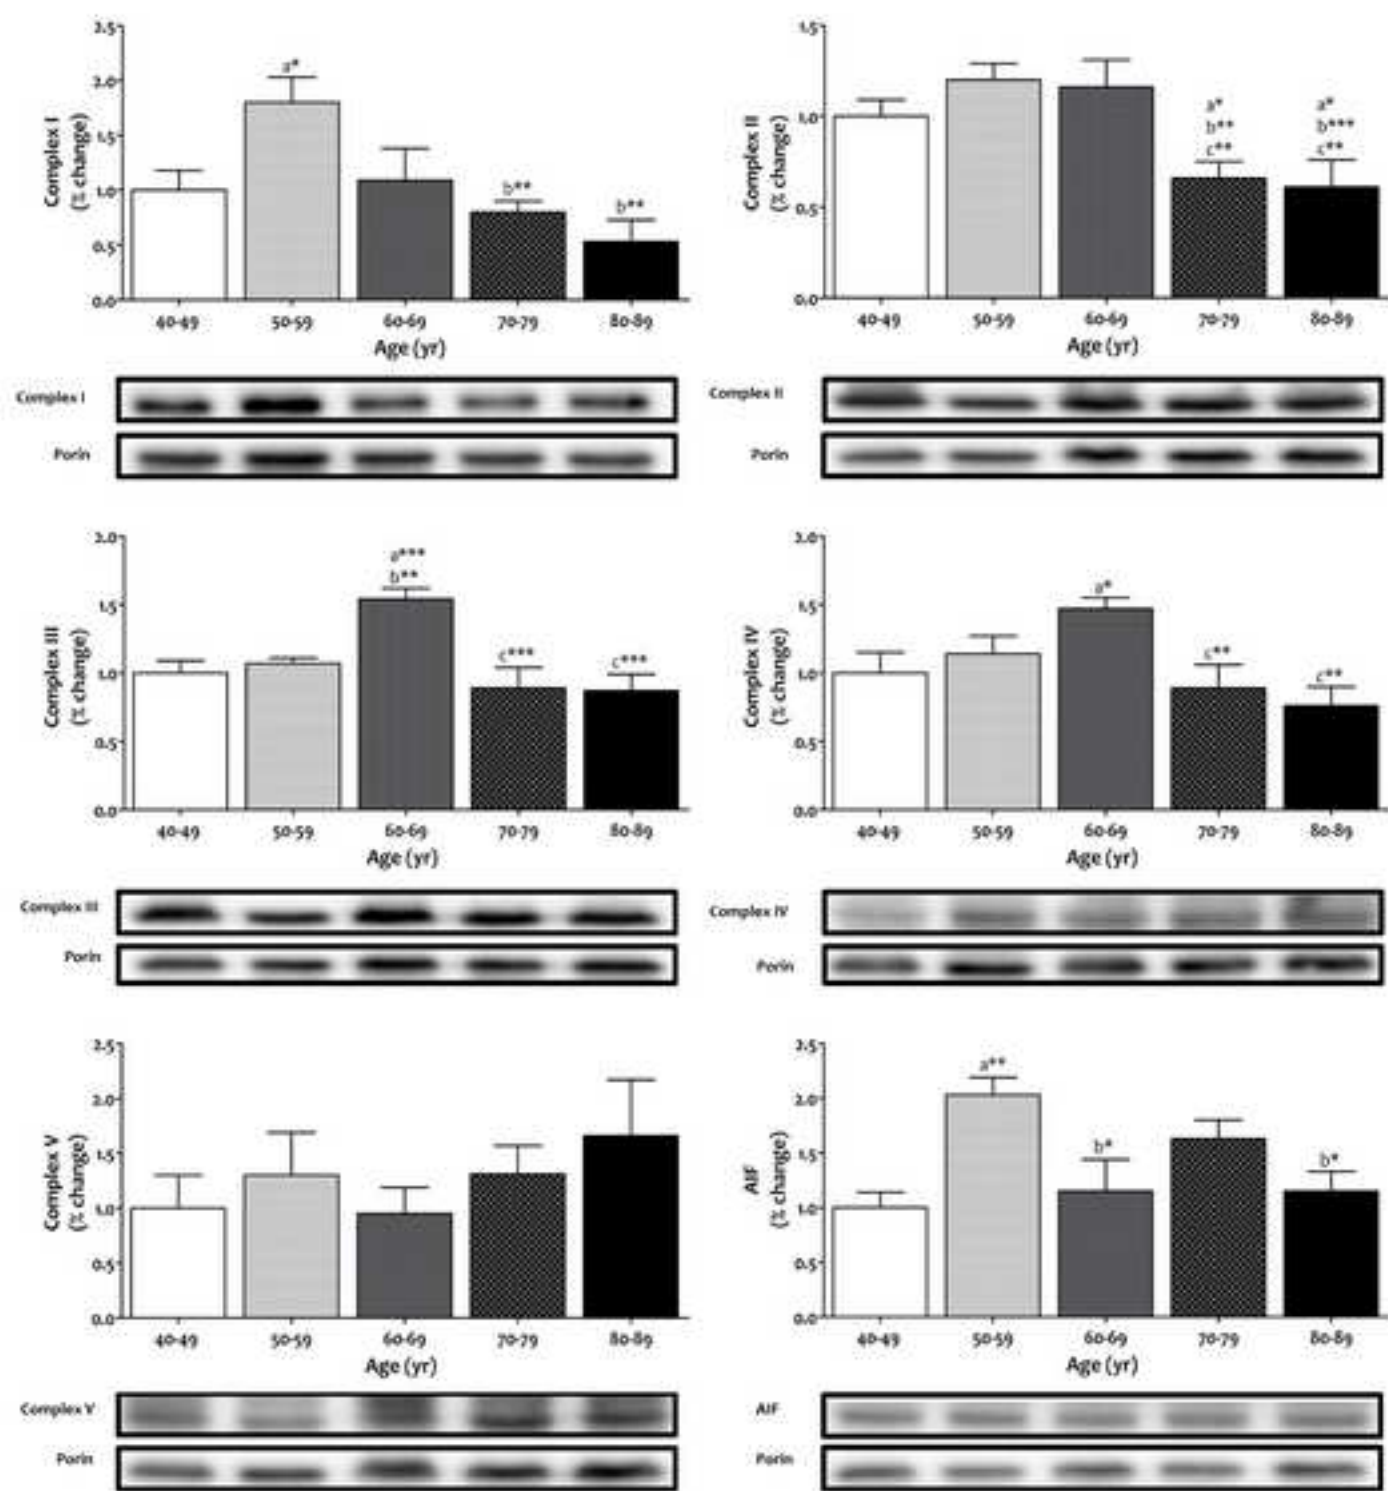 2.5
2.0
1.5
1.0
0.5
0.0
Complex I
(% change)
a*
b**
b**
40-49 50-59 60-69 70-79 80-89
Age (yr)
Complex I
Porin
1.5
1.0
0.5
0.0
Complex II
(% change)
a*
b**
c**
a*
b***
c**
40-49 50-59 60-69 70-79 80-89
Age (yr)
Complex II
Porin
2.0
1.5
1.0
0.5
0.0
Complex III
(% change)
a***
b**
c***
c***
40-49 50-59 60-69 70-79 80-89
Age (yr)
Complex III
Porin
2.0
1.5
1.0
0.5
0.0
Complex IV
(% change)
a*
c**
c**
40-49 50-59 60-69 70-79 80-89
Age (yr)
Complex IV
Porin
2.5
2.0
1.5
1.0
0.5
0.0
Complex V
(% change)
40-49 50-59 60-69 70-79 80-89
Age (yr)
Complex V
Porin
2.5
2.0
1.5
1.0
0.5
0.0
AIF
(% change)
a**
b*
b*
40-49 50-59 60-69 70-79 80-89
Age (yr)
AIF
Porin